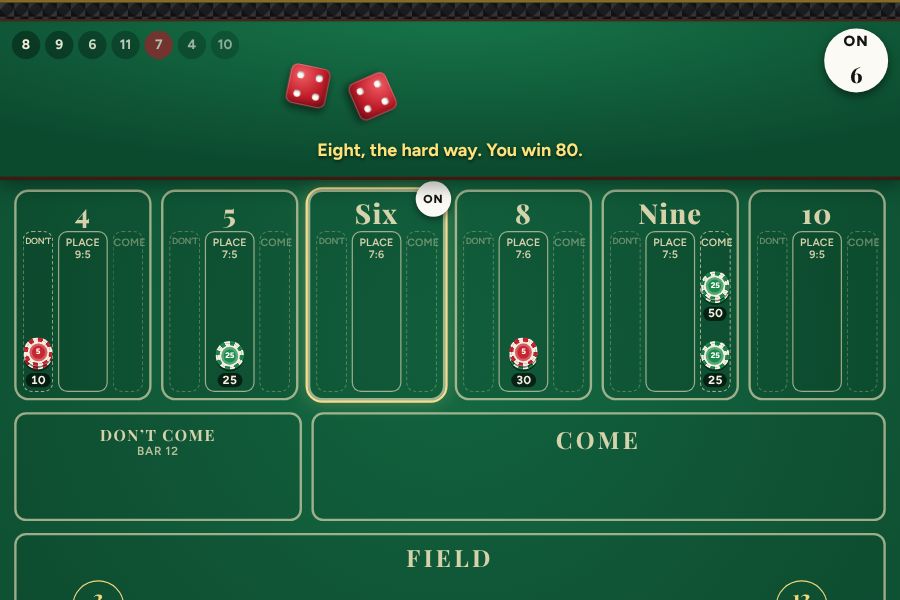 8 9 6 11 7 4 10
ON
6
Eight, the hard way. You win 80.
ON
4 5 Six 8 Nine 10
DON'T PLACE COME DON'T PLACE COME DON'T PLACE COME DON'T PLACE COME DON'T PLACE COME DON'T PLACE COME
9:5 7:5 7:6 7:6 7:5 9:5
25
50
5 25 5 25
10 25 30 25
DON'T COME
BAR 12
COME
FIELD